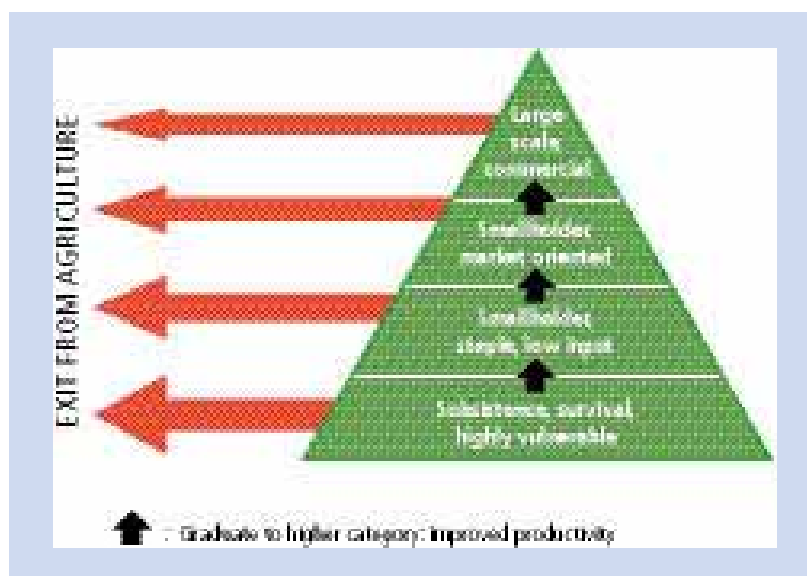 EXIT FROM AGRICULTURE
Large
scale
commercial
Smallholder,
market oriented
Smallholder,
staple, low input
Subsistence, survival,
highly vulnerable
: Graduate to higher category: improved productivity